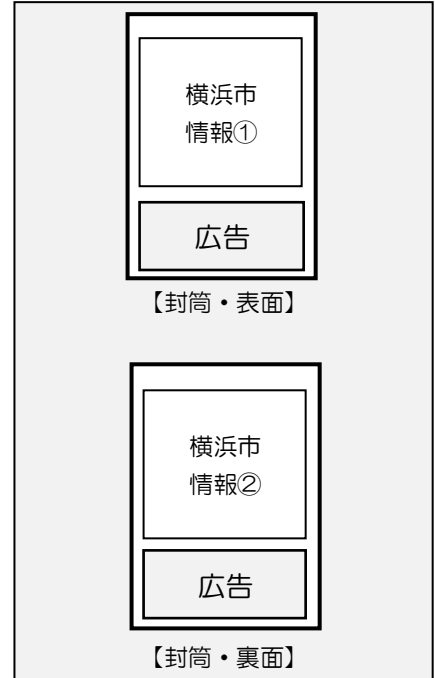 横浜市
情報①
広告
【封筒・表面】
横浜市
情報②
広告
【封筒・裏面】